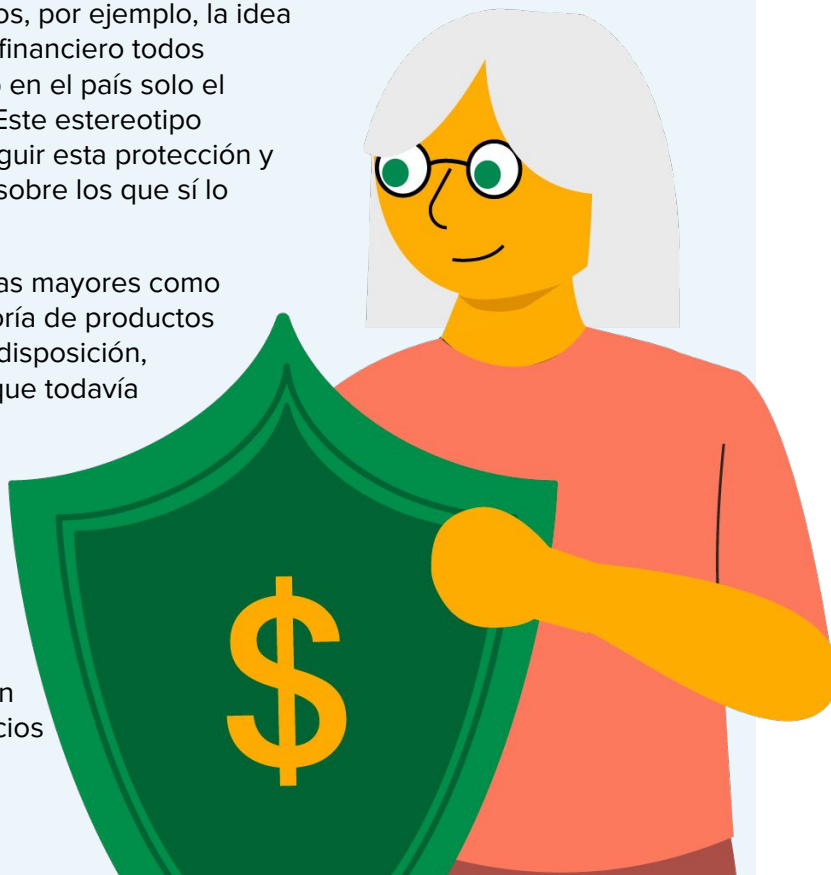 os, por ejemplo, la idea
financiero todos
o en el país solo el
Este estereotipo
guir esta protección y
sobre los que sí lo
as mayores como
oría de productos
disposición,
que todavía
n
cios
$